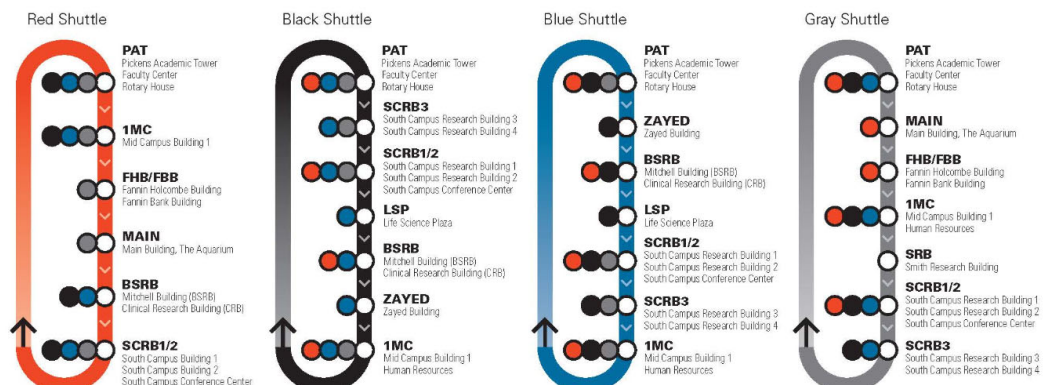 Red Shuttle
PAT
Pickens Academic Tower
Faculty Center
Rotary House
1MC
Mid Campus Building 1
FHB/FBB
Fannin Holcombe Building
Fannin Bank Building
MAIN
Main Building, The Aquarium
BSRB
Mitchell Building (BSRB)
Clinical Research Building (CRB)
SCRB1/2
South Campus Building 1
South Campus Building 2
South Campus Conference Center
Black Shuttle
PAT
Pickens Academic Tower
Faculty Center
Rotary House
SCRB3
South Campus Research Building 3
South Campus Research Building 4
SCRB1/2
South Campus Research Building 1
South Campus Research Building 2
South Campus Conference Center
LSP
Life Science Plaza
BSRB
Mitchell Building (BSRB)
Clinical Research Building (CRB)
ZAYED
Zayed Building
1MC
Mid Campus Building 1
Human Resources
Blue Shuttle
PAT
Pickens Academic Tower
Faculty Center
Rotary House
ZAYED
Zayed Building
BSRB
Mitchell Building (BSRB)
Clinical Research Building (CRB)
LSP
Life Science Plaza
SCRB1/2
South Campus Research Building 1
South Campus Research Building 2
South Campus Conference Center
SCRB3
South Campus Research Building 3
South Campus Research Building 4
1MC
Mid Campus Building 1
Human Resources
Gray Shuttle
PAT
Pickens Academic Tower
Faculty Center
Rotary House
MAIN
Main Building, The Aquarium
FHB/FBB
Fannin Holcombe Building
Fannin Bank Building
1MC
Mid Campus Building 1
Human Resources
SRB
Smith Research Building
SCRB1/2
South Campus Research Building 1
South Campus Research Building 2
South Campus Conference Center
SCRB3
South Campus Research Building 3
South Campus Research Building 4